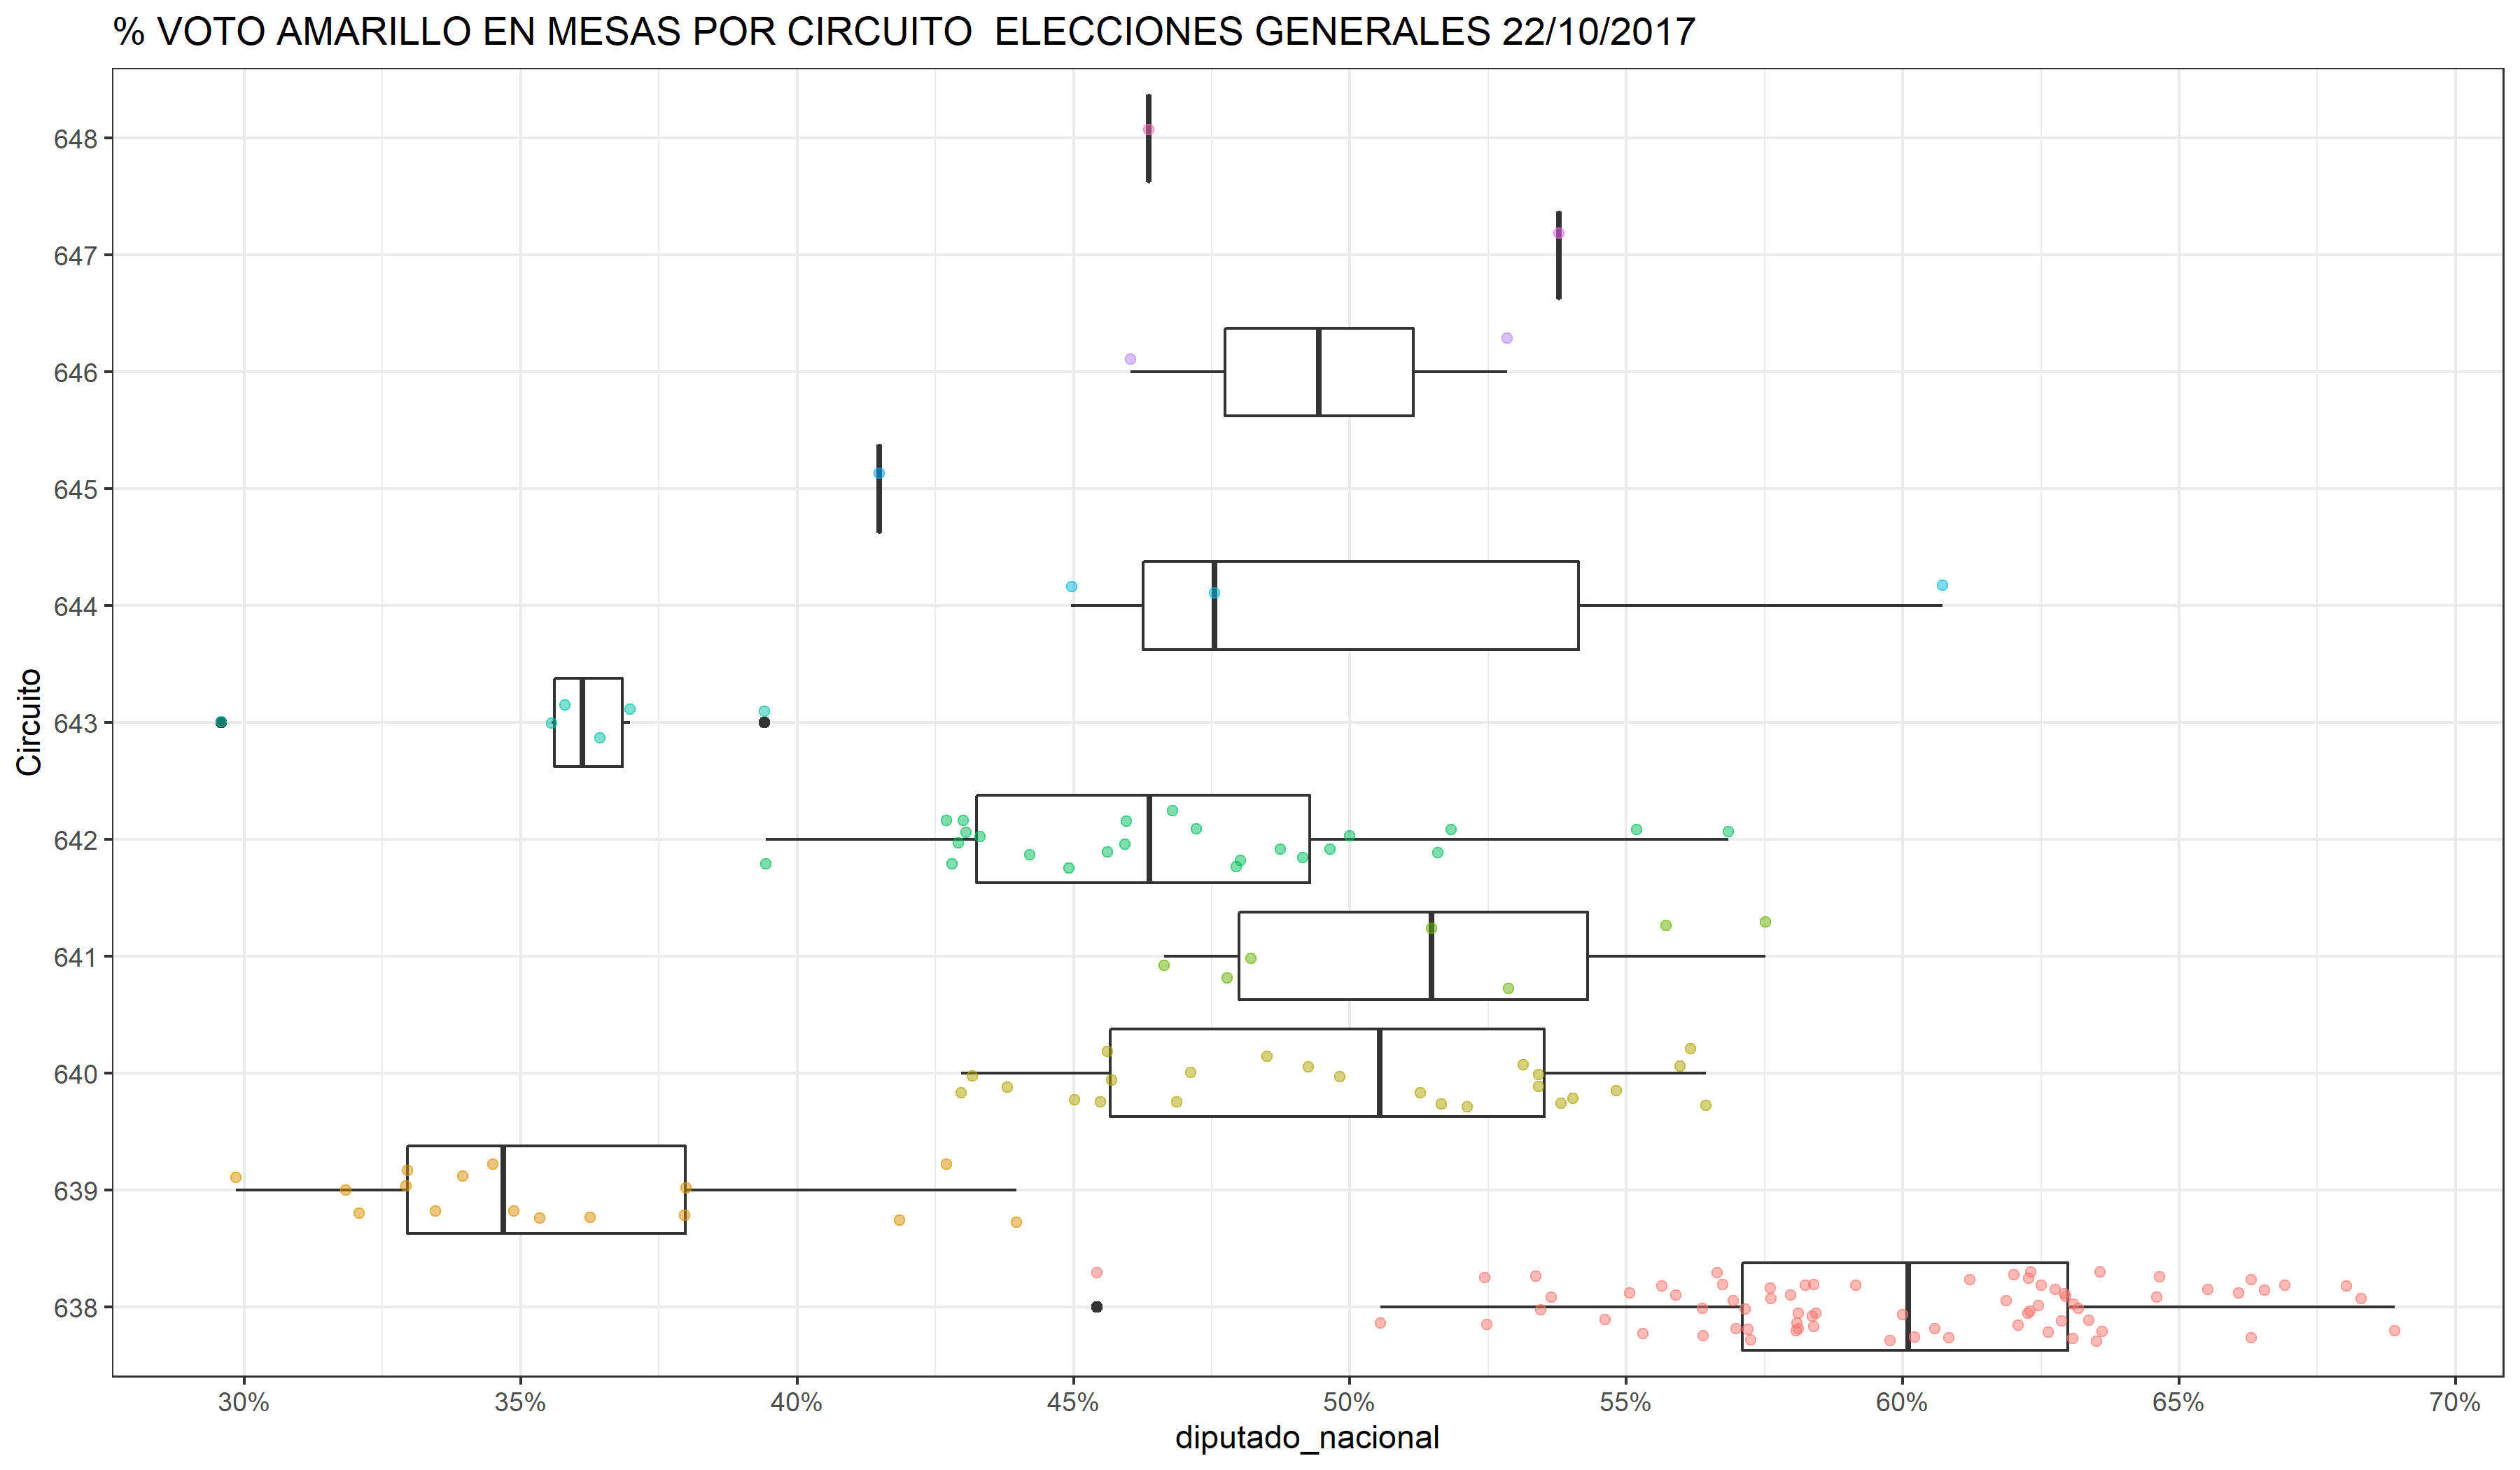 % VOTO AMARILLO EN MESAS POR CIRCUITO  ELECCIONES GENERALES 22/10/2017
648
647
646
645
644
643
642
641
640
639
638
Circuito
30% 35% 40% 45% 50% 55% 60% 65% 70%
diputado_nacional